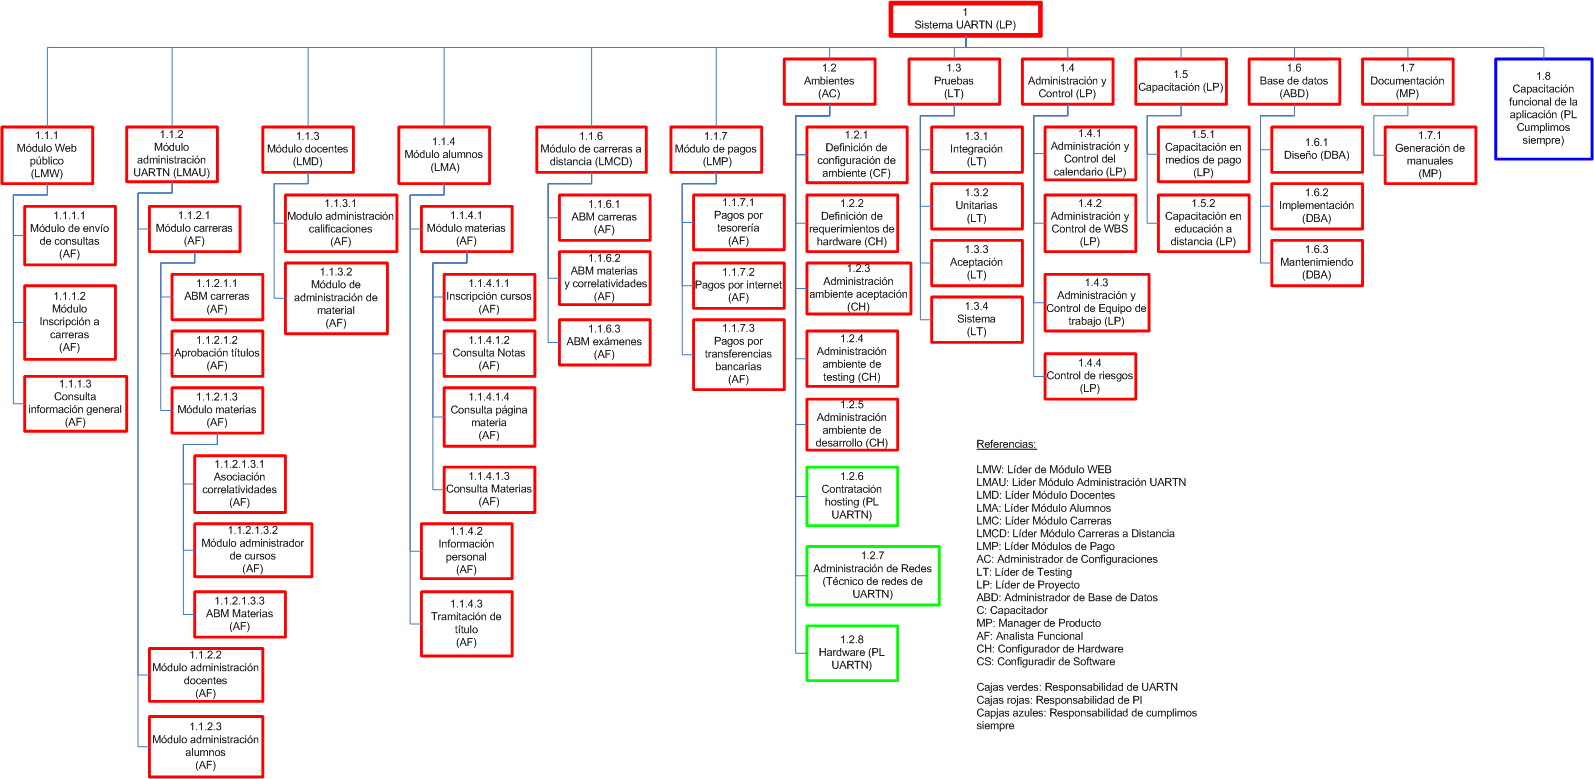 1
Sistema UARTN (LP)
1.1.1
Módulo Web
público
(LMW)
1.1.1.1
Módulo de envío
de consultas
(AF)
1.1.1.2
Módulo
Inscripción a
carreras
(AF)
1.1.1.3
Consulta
información general
(AF)
1.1.2
Módulo
administración
UARTN (LMAU)
1.1.2.1
Módulo carreras
(AF)
1.1.2.1.1
ABM carreras
(AF)
1.1.2.1.2
Aprobación títulos
(AF)
1.1.2.1.3
Módulo materias
(AF)
1.1.2.1.3.1
Asociación
correlatividades
(AF)
1.1.2.1.3.2
Módulo administrador
de cursos
(AF)
1.1.2.1.3.3
ABM Materias
(AF)
1.1.2.2
Módulo administración
docentes
(AF)
1.1.2.3
Módulo administración
alumnos
(AF)
1.1.3
Módulo docentes
(LMD)
1.1.3.1
Modulo administración
calificaciones
(AF)
1.1.3.2
Módulo de
administración de
material
(AF)
1.1.4
Módulo alumnos
(LMA)
1.1.4.1
Módulo materias
(AF)
1.1.4.1.1
Inscripción cursos
(AF)
1.1.4.1.2
Consulta Notas
(AF)
1.1.4.1.4
Consulta página
materia
(AF)
1.1.4.1.3
Consulta Materias
(AF)
1.1.4.2
Información
personal
(AF)
1.1.4.3
Tramitación de
título
(AF)
1.1.6
Módulo de carreras a
distancia (LMCD)
1.1.6.1
ABM carreras
(AF)
1.1.6.2
ABM materias
y correlatividades
(AF)
1.1.6.3
ABM exámenes
(AF)
1.1.7
Módulo de pagos
(LMP)
1.1.7.1
Pagos por
tesorería
(AF)
1.1.7.2
Pagos por internet
(AF)
1.1.7.3
Pagos por
transferencias
bancarias
(AF)
1.2
Ambientes
(AC)
1.2.1
Definición de
configuración de
ambiente (CF)
1.2.2
Definición de
requerimientos de
hardware (CH)
1.2.3
Administración
ambiente aceptación
(CH)
1.2.4
Administración
ambiente de
testing (CH)
1.2.5
Administración
ambiente de
desarrollo (CH)
1.2.6
Contratación
hosting (PL
UARTN)
1.2.7
Administración de Redes
(Técnico de redes de
UARTN)
1.2.8
Hardware (PL
UARTN)
1.3
Pruebas
(LT)
1.3.1
Integración
(LT)
1.3.2
Unitarias
(LT)
1.3.3
Aceptación
(LT)
1.3.4
Sistema
(LT)
1.4
Administración y
Control (LP)
1.4.1
Administración y
Control del
calendario (LP)
1.4.2
Administración y
Control de WBS
(LP)
1.4.3
Administración y
Control de Equipo de
trabajo (LP)
1.4.4
Control de riesgos
(LP)
1.5
Capacitación (LP)
1.5.1
Capacitación en
medios de pago
(LP)
1.5.2
Capacitación en
educación a
distancia (LP)
1.6
Base de datos
(ABD)
1.6.1
Diseño (DBA)
1.6.2
Implementación
(DBA)
1.6.3
Mantenimiendo
(DBA)
1.7
Documentación
(MP)
1.7.1
Generación de
manuales
(MP)
1.8
Capacitación
funcional de la
aplicación (PL
Cumplimos
siempre)
Referencias:
LMW: Líder de Módulo WEB
LMAU: Lider Módulo Administración UARTN
LMD: Líder Módulo Docentes
LMA: Líder Módulo Alumnos
LMC: Líder Módulo Carreras
LMCD: Líder Módulo Carreras a Distancia
LMP: Líder Módulos de Pago
AC: Administrador de Configuraciones
LT: Líder de Testing
LP: Líder de Proyecto
ABD: Administrador de Base de Datos
C: Capacitador
MP: Manager de Producto
AF: Analista Funcional
CH: Configurador de Hardware
CS: Configuradir de Software
Cajas verdes: Responsabilidad de UARTN
Cajas rojas: Responsabilidad de PI
Capjas azules: Responsabilidad de cumplimos
siempre